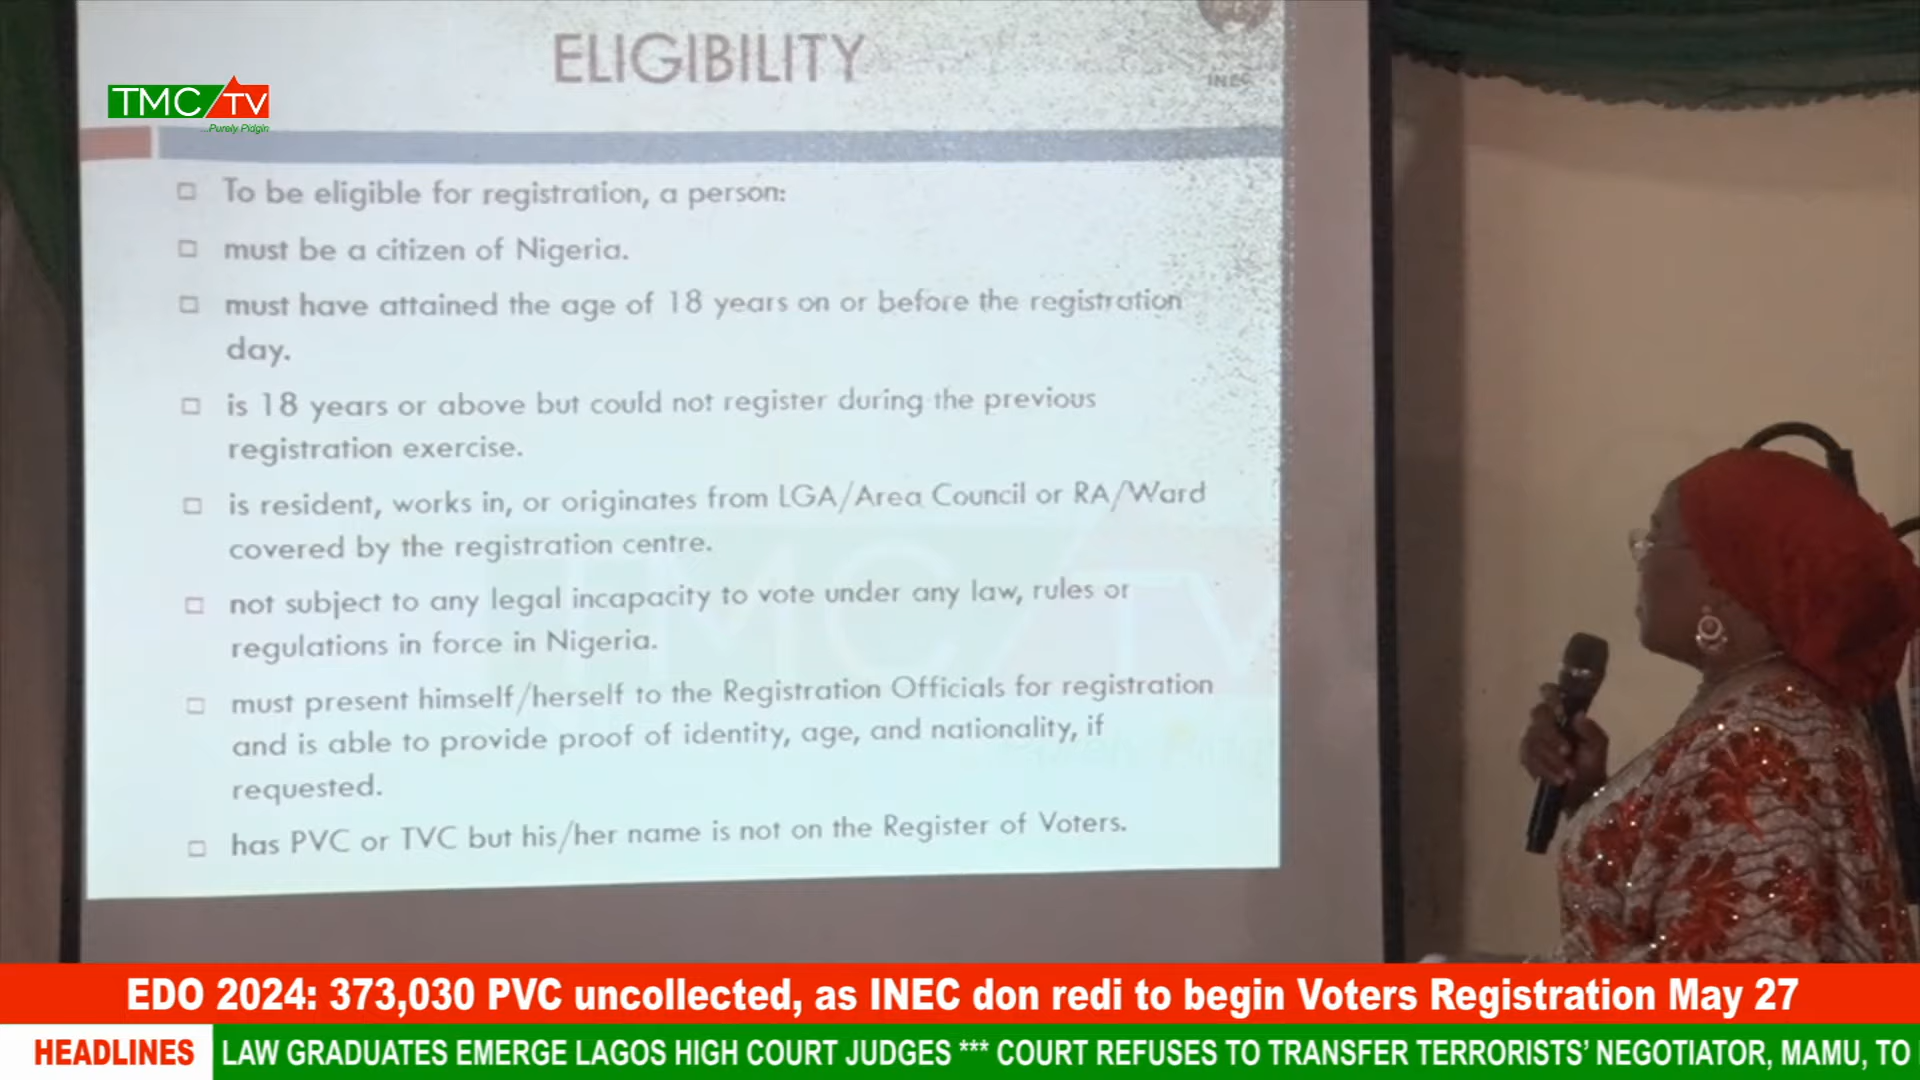 ELIGIBILITY
INEC
TMC/TV
...Purely Pidgin
□ To be eligible for registration, a person:
□ must be a citizen of Nigeria.
□ must have attained the age of 18 years on or before the registration
day.
□ is 18 years or above but could not register during the previous
registration exercise.
□ is resident, works in, or originates from LGA/Area Council or RA/Ward
covered by the registration centre.
□ not subject to any legal incapacity to vote under any law, rules or
regulations in force in Nigeria.
□ must present himself/herself to the Registration Officials for registration
and is able to provide proof of identity, age, and nationality, if
requested.
□ has PVC or TVC but his/her name is not on the Register of Voters.
TMC/TV
EDO 2024: 373,030 PVC uncollected, as INEC don redi to begin Voters Registration May 27
HEADLINES
LAW GRADUATES EMERGE LAGOS HIGH COURT JUDGES *** COURT REFUSES TO TRANSFER TERRORISTS' NEGOTIATOR, MAMU, TO